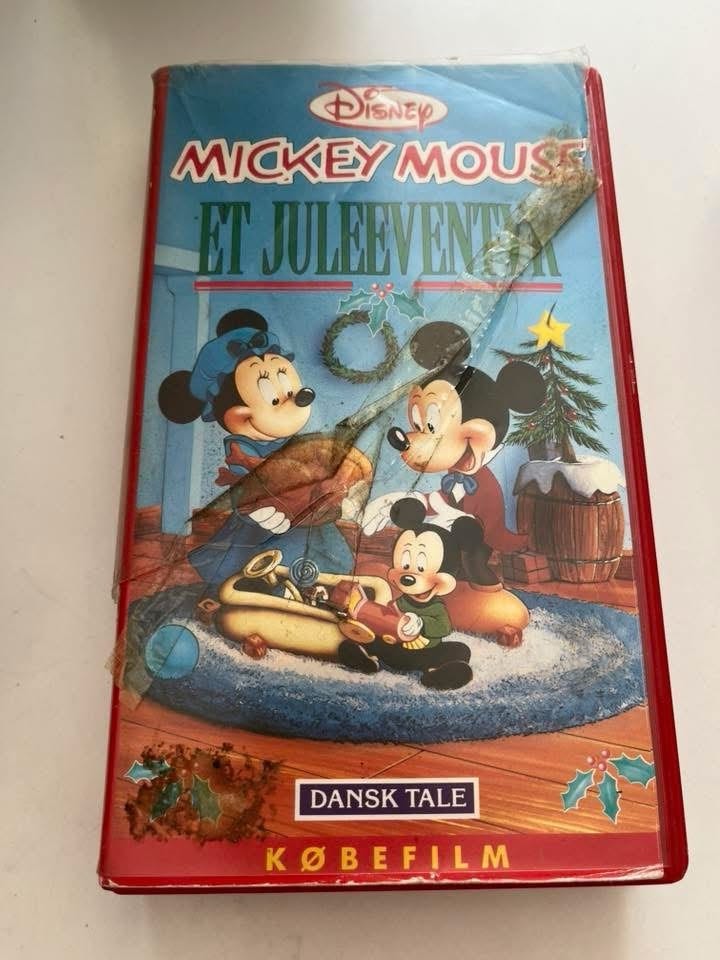 Disney
MICKEY MOUSE
ET JULEEVENTYR
DANSK TALE
KØBEFILM